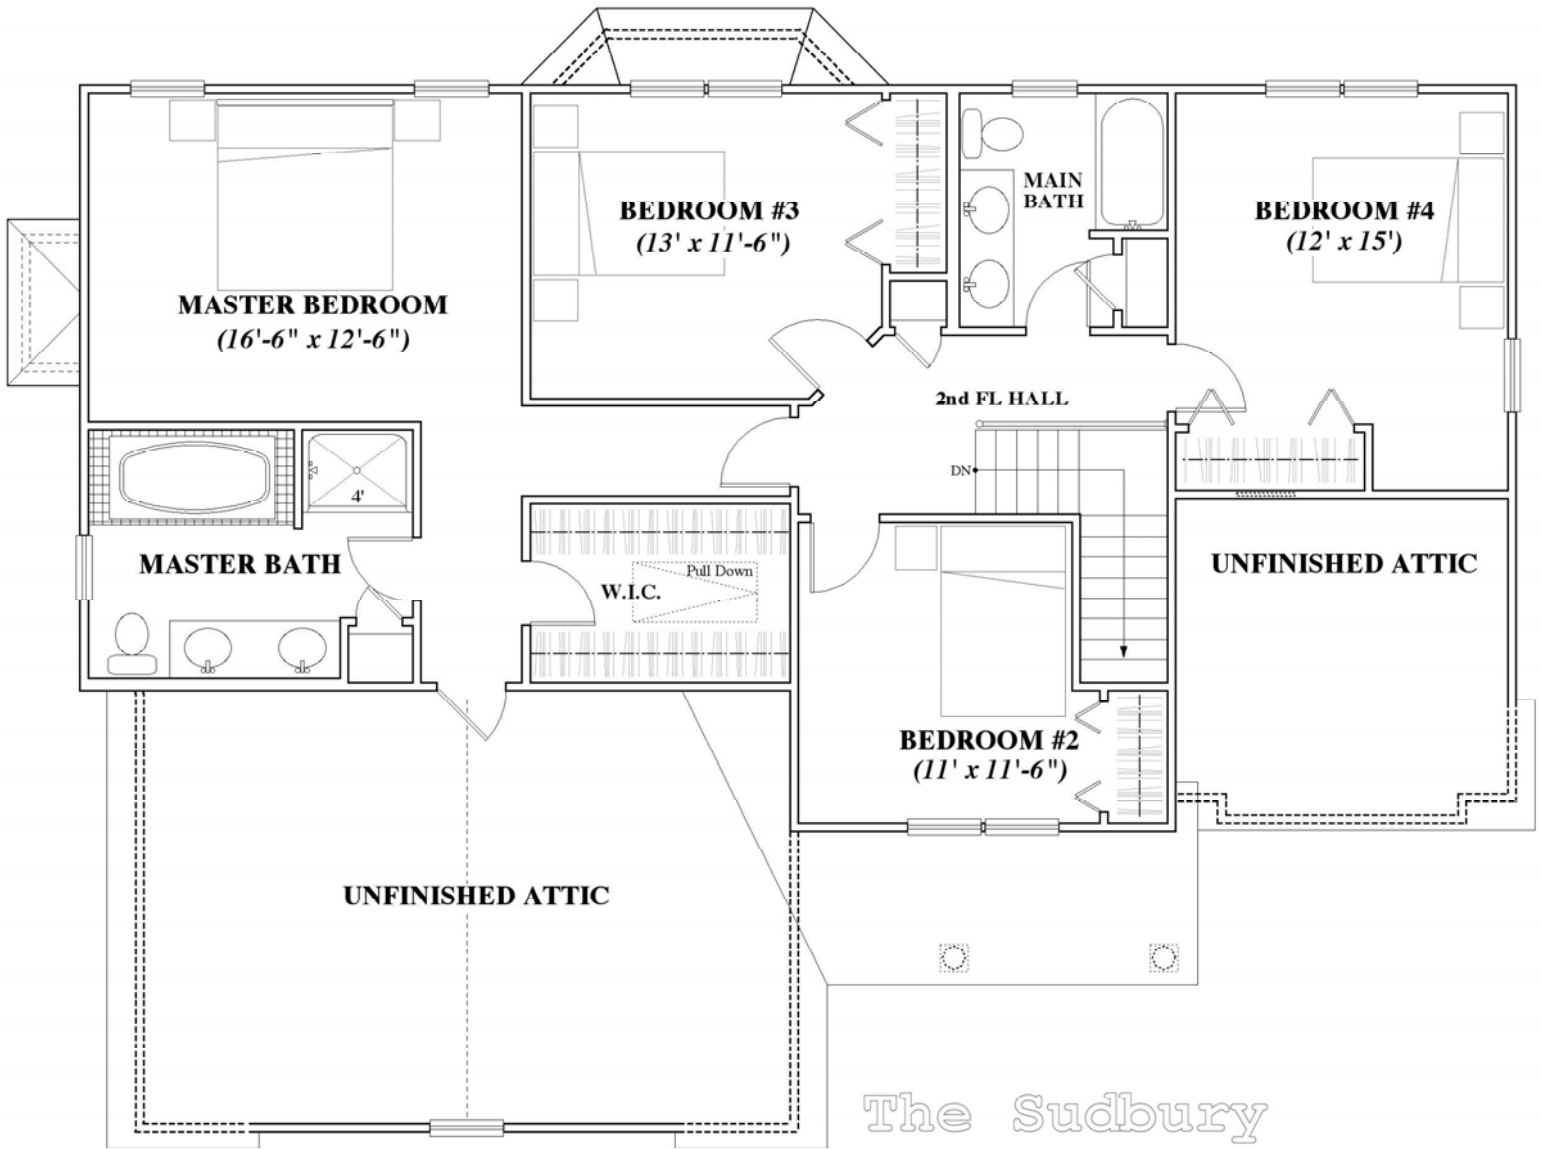 MASTER BEDROOM
(16'-6" x 12'-6")
BEDROOM #3
(13' x 11'-6")
MAIN
BATH
BEDROOM #4
(12' x 15')
2nd FL HALL
DN
4'
MASTER BATH
W.I.C.
Pull Down
UNFINISHED ATTIC
BEDROOM #2
(11' x 11'-6")
UNFINISHED ATTIC
The Sudbury